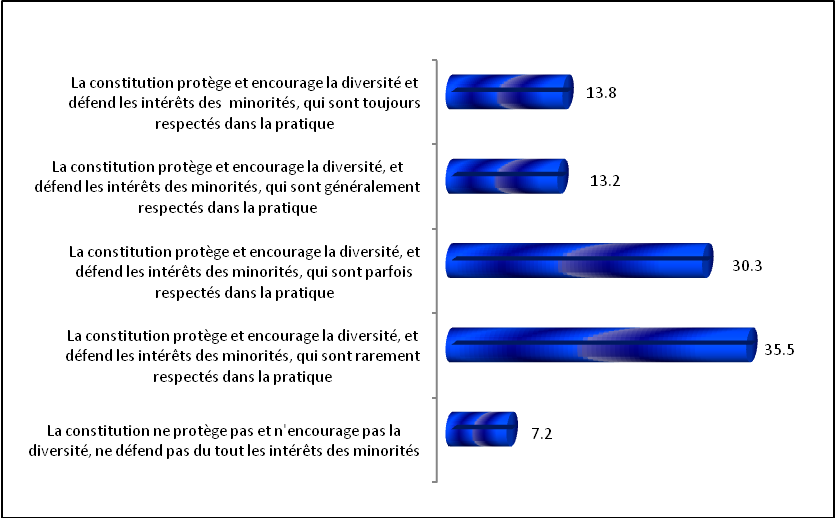 La constitution protège et encourage la diversité et
défend les intérêts des minorités, qui sont toujours
respectés dans la pratique
13.8
La constitution protège et encourage la diversité, et
défend les intérêts des minorités, qui sont généralement
respectés dans la pratique
13.2
La constitution protège et encourage la diversité, et
défend les intérêts des minorités, qui sont parfois
respectés dans la pratique
30.3
La constitution protège et encourage la diversité, et
défend les intérêts des minorités, qui sont rarement
respectés dans la pratique
35.5
La constitution ne protège pas et n'encourage pas la
diversité, ne défend pas du tout les intérêts des minorités
7.2